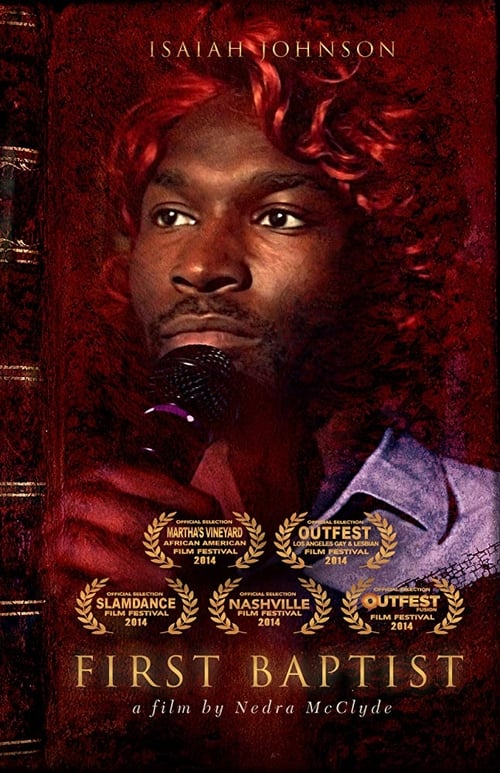 ISAIAH JOHNSON
OFFICIAL SELECTION
MARTHA'S VINEYARD
AFRICAN AMERICAN
FILM FESTIVAL
2014
OFFICIAL SELECTION
OUTFEST
LOS ANGELES GAY & LESBIAN
FILM FESTIVAL
2014
OFFICIAL SELECTION
SLAMDANCE
FILM FESTIVAL
2014
OFFICIAL SELECTION
NASHVILLE
FILM FESTIVAL
2014
OFFICIAL SELECTION
OUTFEST
FUSION
FILM FESTIVAL
2014
FIRST BAPTIST
a film by Nedra McClyde